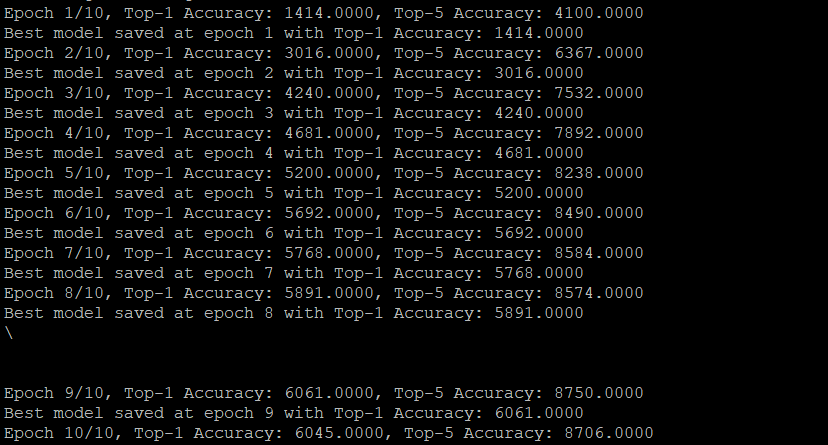 Epoch 1/10, Top-1 Accuracy: 1414.0000, Top-5 Accuracy: 4100.0000
Best model saved at epoch 1 with Top-1 Accuracy: 1414.0000
Epoch 2/10, Top-1 Accuracy: 3016.0000, Top-5 Accuracy: 6367.0000
Best model saved at epoch 2 with Top-1 Accuracy: 3016.0000
Epoch 3/10, Top-1 Accuracy: 4240.0000, Top-5 Accuracy: 7532.0000
Best model saved at epoch 3 with Top-1 Accuracy: 4240.0000
Epoch 4/10, Top-1 Accuracy: 4681.0000, Top-5 Accuracy: 7892.0000
Best model saved at epoch 4 with Top-1 Accuracy: 4681.0000
Epoch 5/10, Top-1 Accuracy: 5200.0000, Top-5 Accuracy: 8238.0000
Best model saved at epoch 5 with Top-1 Accuracy: 5200.0000
Epoch 6/10, Top-1 Accuracy: 5692.0000, Top-5 Accuracy: 8490.0000
Best model saved at epoch 6 with Top-1 Accuracy: 5692.0000
Epoch 7/10, Top-1 Accuracy: 5768.0000, Top-5 Accuracy: 8584.0000
Best model saved at epoch 7 with Top-1 Accuracy: 5768.0000
Epoch 8/10, Top-1 Accuracy: 5891.0000, Top-5 Accuracy: 8574.0000
Best model saved at epoch 8 with Top-1 Accuracy: 5891.0000
\
Epoch 9/10, Top-1 Accuracy: 6061.0000, Top-5 Accuracy: 8750.0000
Best model saved at epoch 9 with Top-1 Accuracy: 6061.0000
Epoch 10/10, Top-1 Accuracy: 6045.0000, Top-5 Accuracy: 8706.0000